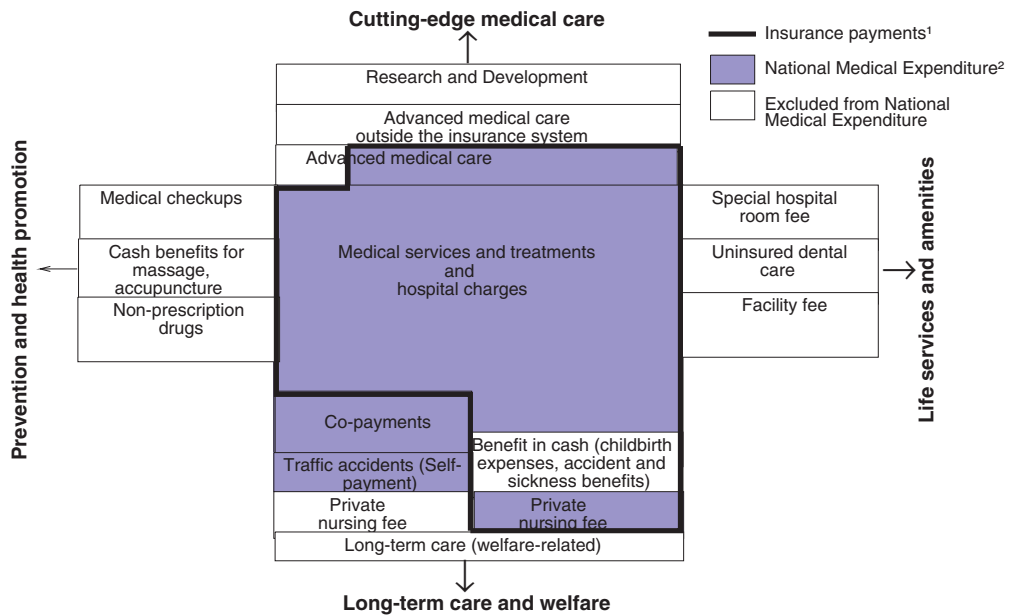 Cutting-edge medical care
Insurance payments¹
National Medical Expenditure²
Excluded from National
Medical Expenditure
Research and Development
Advanced medical care
outside the insurance system
Advanced medical care
Prevention and health promotion
Medical checkups
Cash benefits for
massage,
accupuncture
Non-prescription
drugs
Medical services and treatments
and
hospital charges
Special hospital
room fee
Uninsured dental
care
Facility fee
Life services and amenities
Co-payments
Traffic accidents (Self-
payment)
Private
nursing fee
Benefit in cash (childbirth
expenses, accident and
sickness benefits)
Private
nursing fee
Long-term care (welfare-related)
Long-term care and welfare